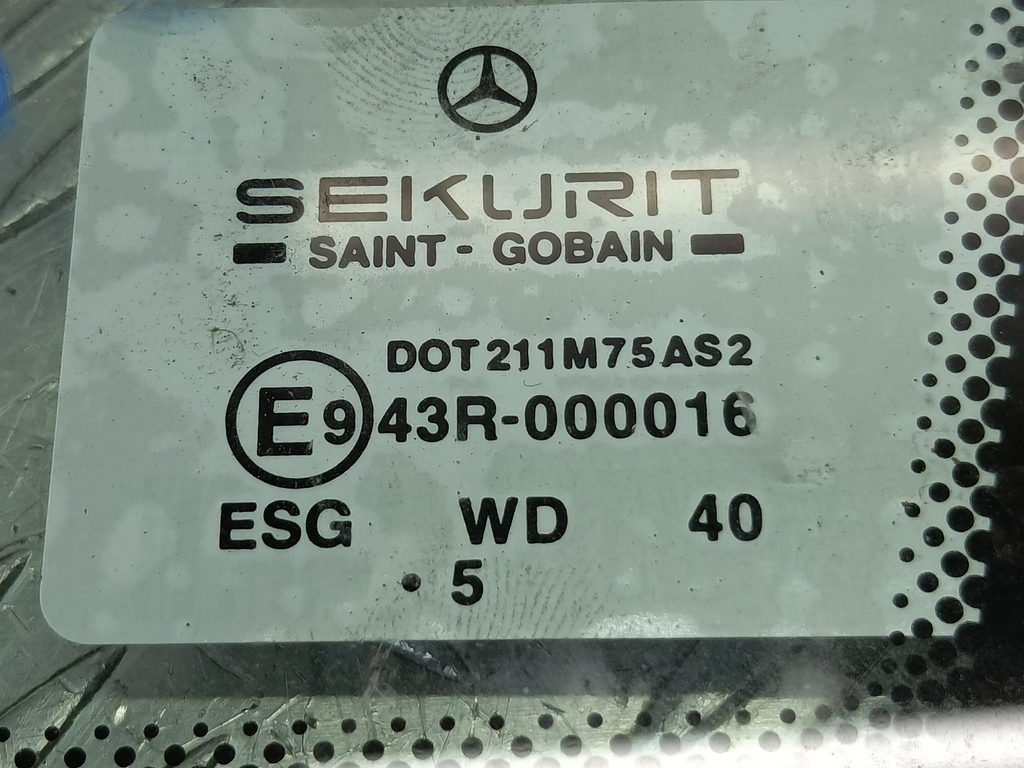 SEKURIT
SAINT - GOBAIN
DOT211M75AS2
E9 43R-000016
ESG WD 40
. 5